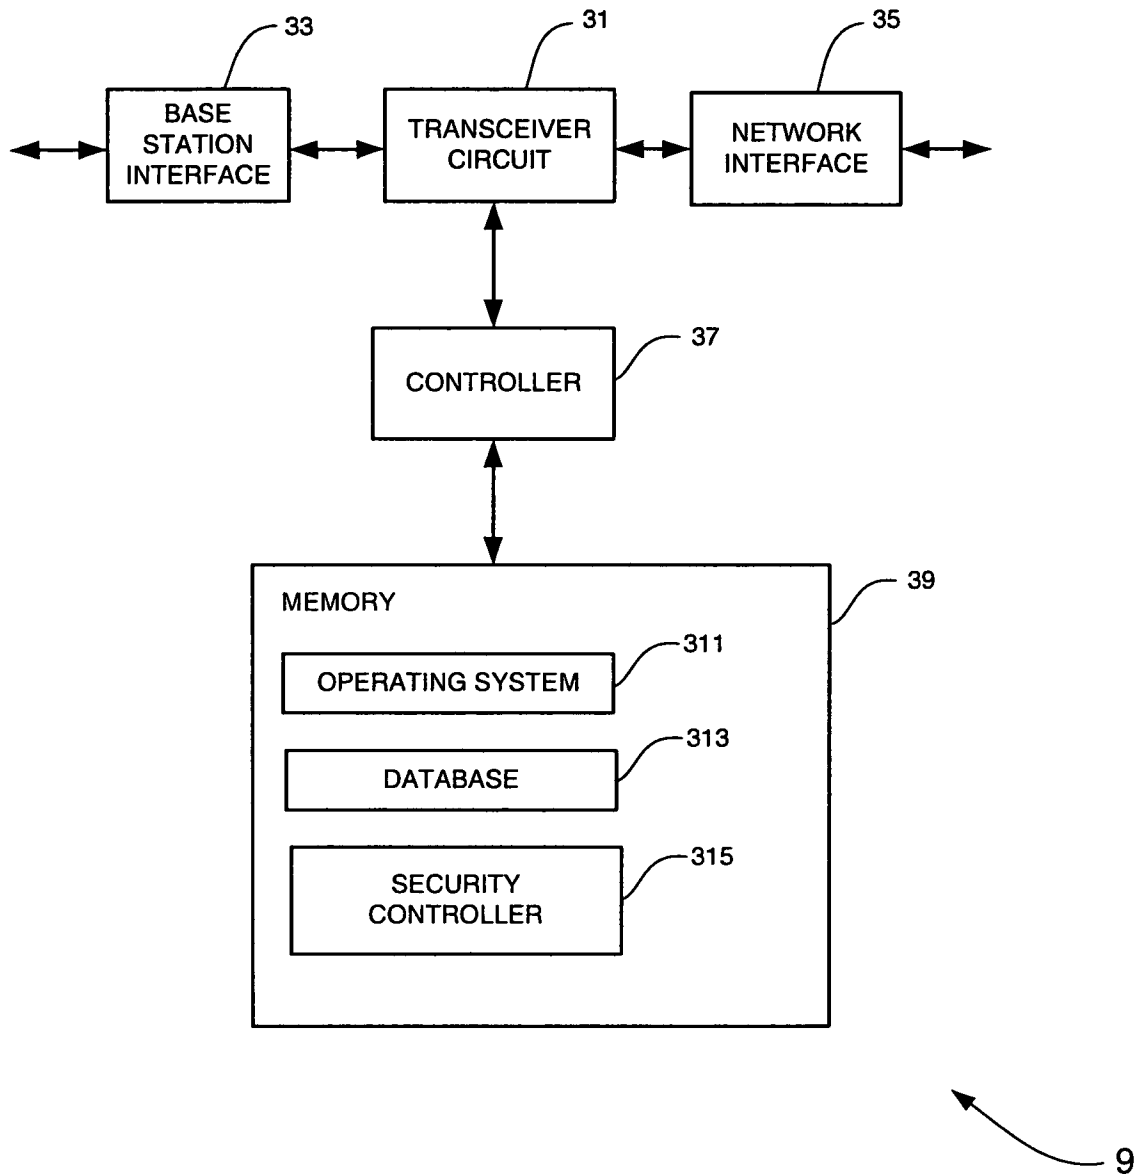 33
31
35
BASE
STATION
INTERFACE
TRANSCEIVER
CIRCUIT
NETWORK
INTERFACE
37
CONTROLLER
39
MEMORY
311
OPERATING SYSTEM
313
DATABASE
315
SECURITY
CONTROLLER
9